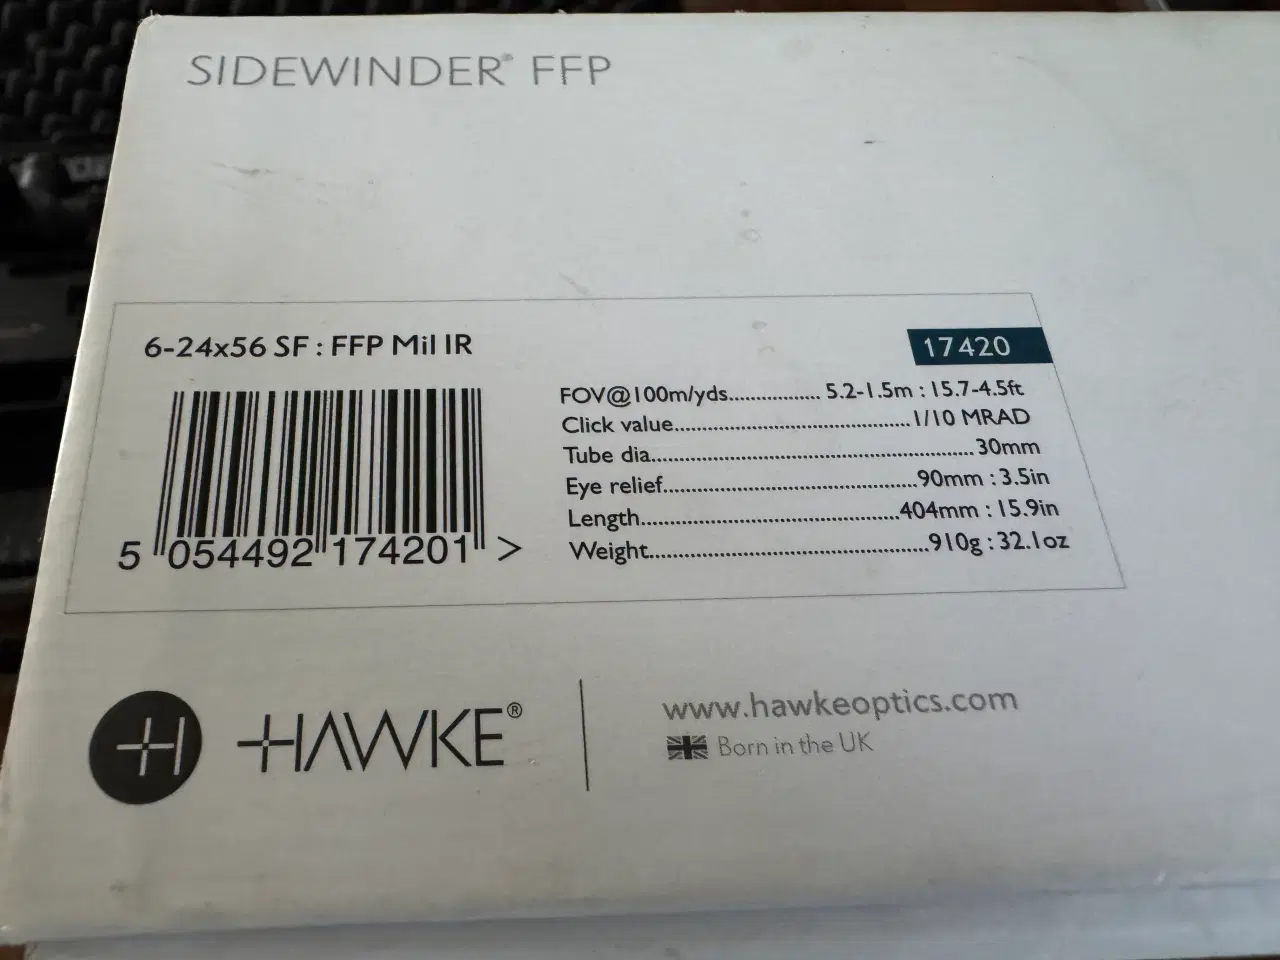 SIDEWINDER® FFP
6-24x56 SF : FFP Mil IR
17420
FOV@100m/yds................ 5.2-1.5m : 15.7-4.5ft
Click value..........................................1/10 MRAD
Tube dia.........................................................30mm
Eye relief.............................................90mm : 3.5in
Length..............................................404mm : 15.9in
Weight..................................................910g : 32.1oz
5 054492 174201 >
HAWKE®
www.hawkeoptics.com
Born in the UK